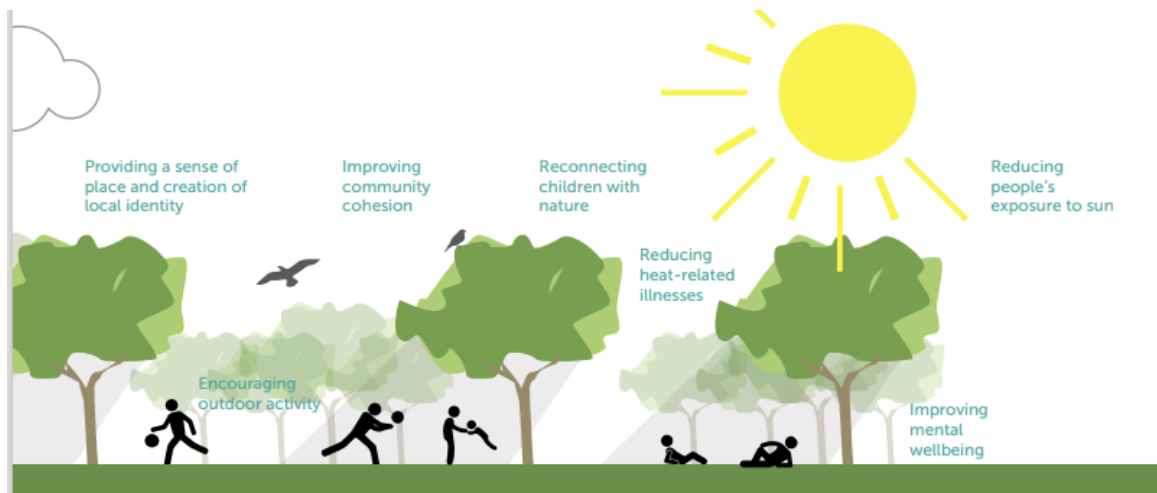 Providing a sense of
place and creation of
local identity
Improving
community
cohesion
Reconnecting
children with
nature
Reducing
people's
exposure to sun
Reducing
heat-related
illnesses
Encouraging
outdoor activity
Improving
mental
wellbeing